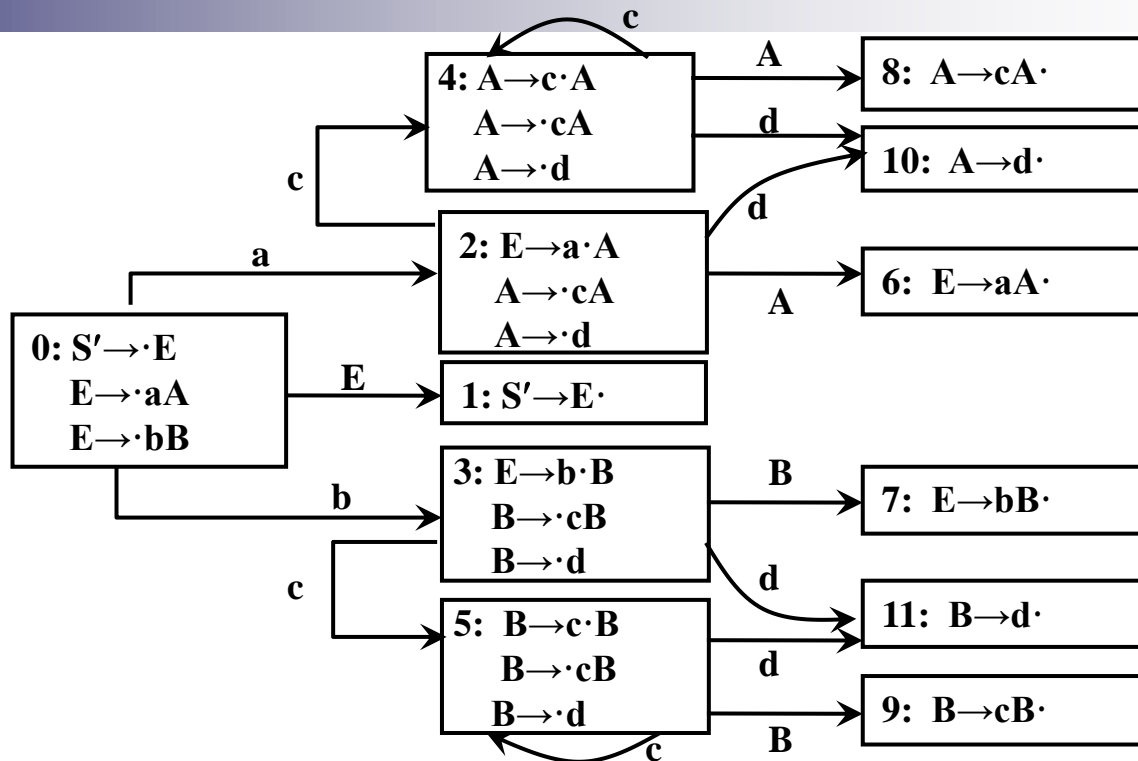 c
4: A→c·A
A→·cA
A→·d
A
8: A→cA·
d
10: A→d·
c
d
2: E→a·A
A→·cA
A→·d
a
A
6: E→aA·
0: S′→·E
E→·aA
E→·bB
E
1: S′→E·
3: E→b·B
B→·cB
B→·d
B
7: E→bB·
b
d
c
5: B→c·B
B→·cB
B→·d
11: B→d·
d
9: B→cB·
B
c